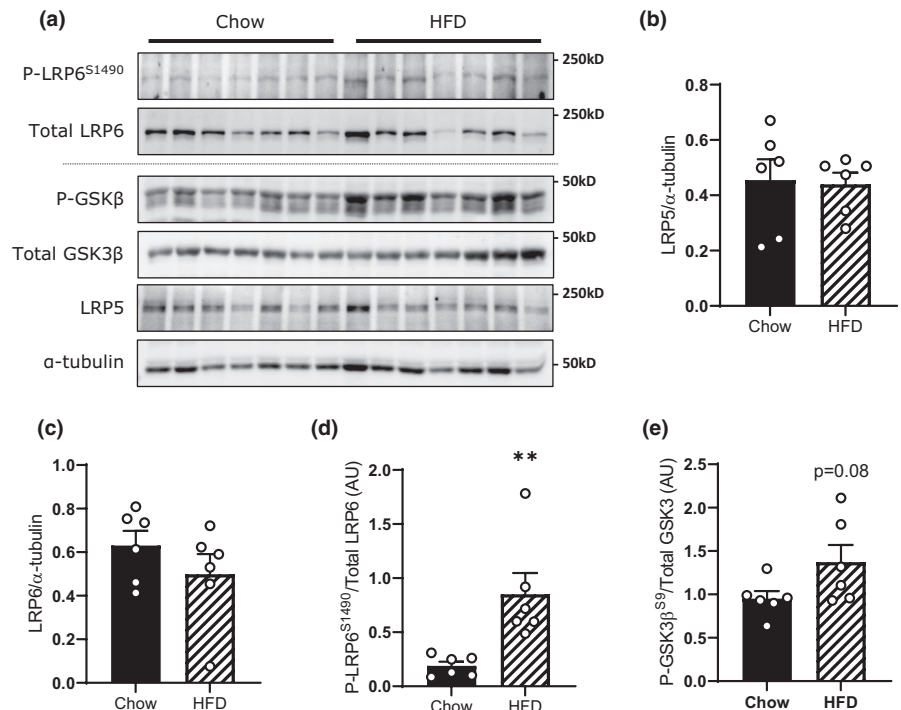 (a)
Chow
HFD
P-LRP6S1490
250kD
Total LRP6
250kD
P-GSKβ
50kD
Total GSK3β
50kD
LRP5
250kD
α-tubulin
50kD
(b)
LRP5/α-tubulin
0.8
0.6
0.4
0.2
0.0
Chow
HFD
(c)
LRP6/α-tubulin
1.0
0.8
0.6
0.4
0.2
0.0
Chow
HFD
(d)
P-LRP6S1490/Total LRP6 (AU)
2.0
1.5
1.0
0.5
0.0
**
Chow
HFD
(e)
P-GSK3βS9/Total GSK3 (AU)
2.5
2.0
1.5
1.0
0.5
0.0
p=0.08
Chow
HFD